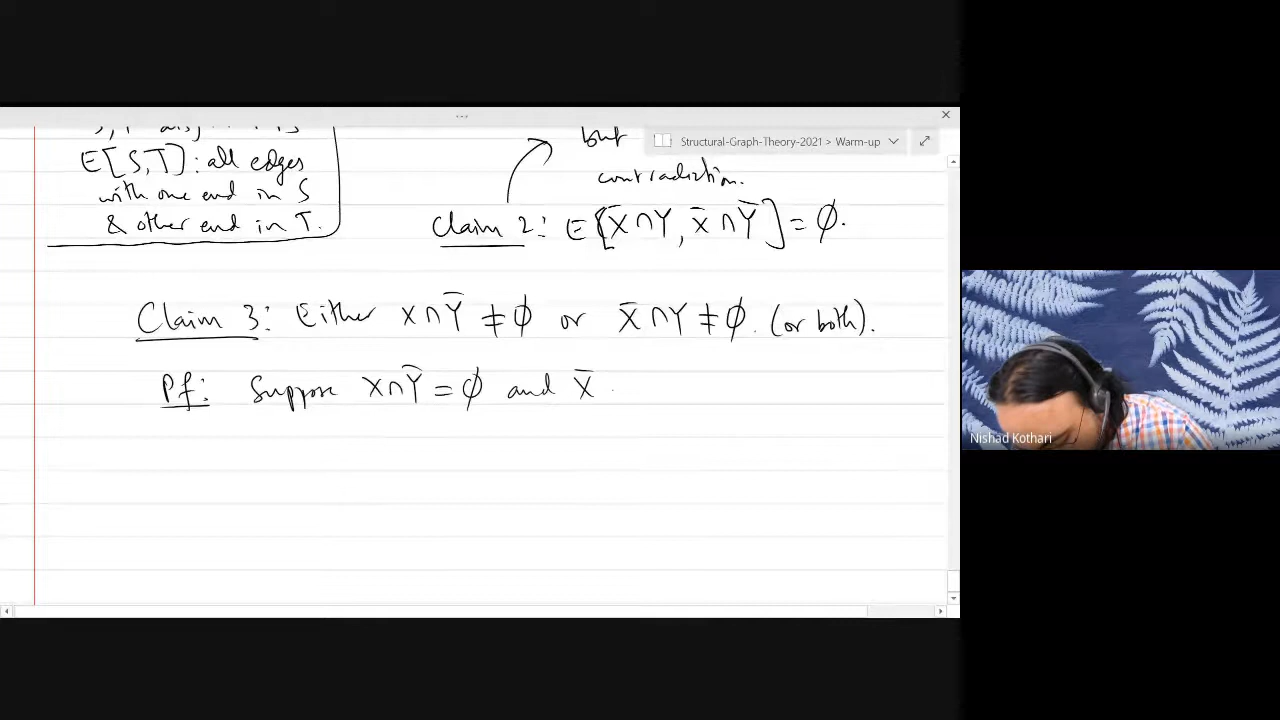 E[S,T]: all edges
with one end in S
& other end in T.
Structural-Graph-Theory-2021 > Warm-up
but
contradiction.
Claim 2: E[X̄∩Y, X̄∩Ȳ] = ∅.
Claim 3: Either X∩Ȳ ≠ ∅ or X̄∩Y ≠ ∅. (or both).
Pf: Suppose X∩Ȳ = ∅ and X̄
Nishad Kothari